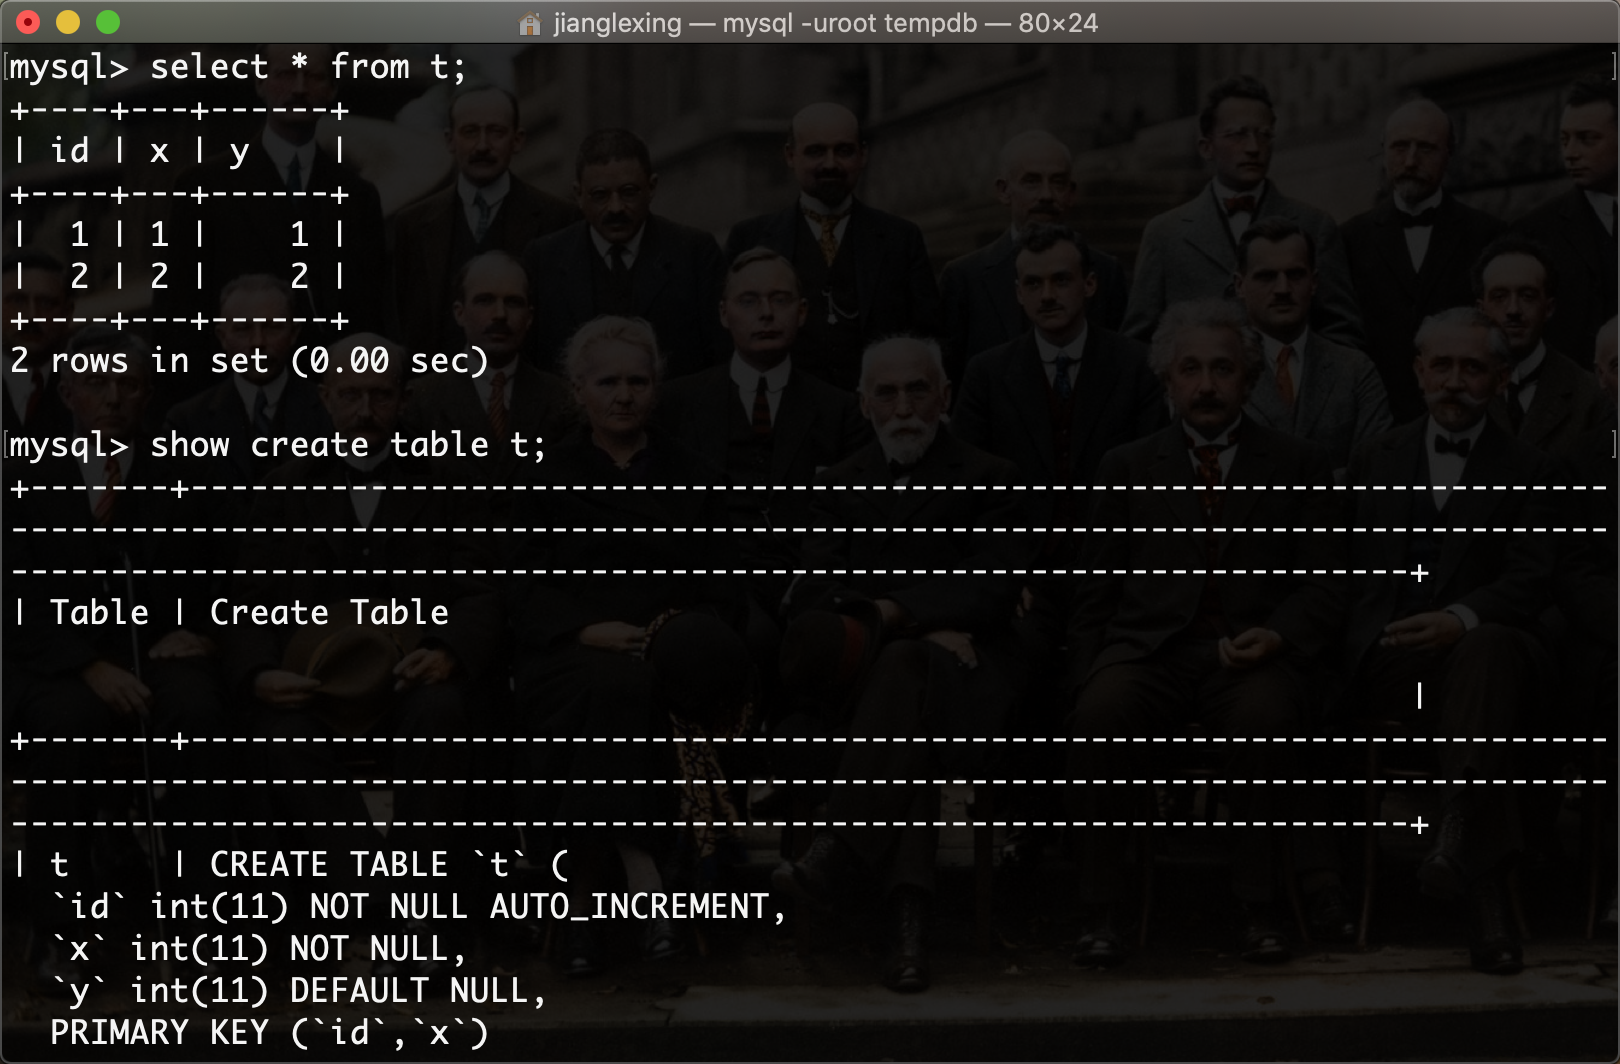 jianglexing — mysql -uroot tempdb — 80×24
mysql> select * from t;
+----+---+------+
| id | x | y    |
+----+---+------+
|  1 | 1 |    1 |
|  2 | 2 |    2 |
+----+---+------+
2 rows in set (0.00 sec)
mysql> show create table t;
+-------+-----------------------------------------------------------------------
--------------------------------------------------------------------------------
----------------------------------------------------------------------+
| Table | Create Table
|
+-------+-----------------------------------------------------------------------
--------------------------------------------------------------------------------
----------------------------------------------------------------------+
| t     | CREATE TABLE `t` (
  `id` int(11) NOT NULL AUTO_INCREMENT,
  `x` int(11) NOT NULL,
  `y` int(11) DEFAULT NULL,
  PRIMARY KEY (`id`,`x`)